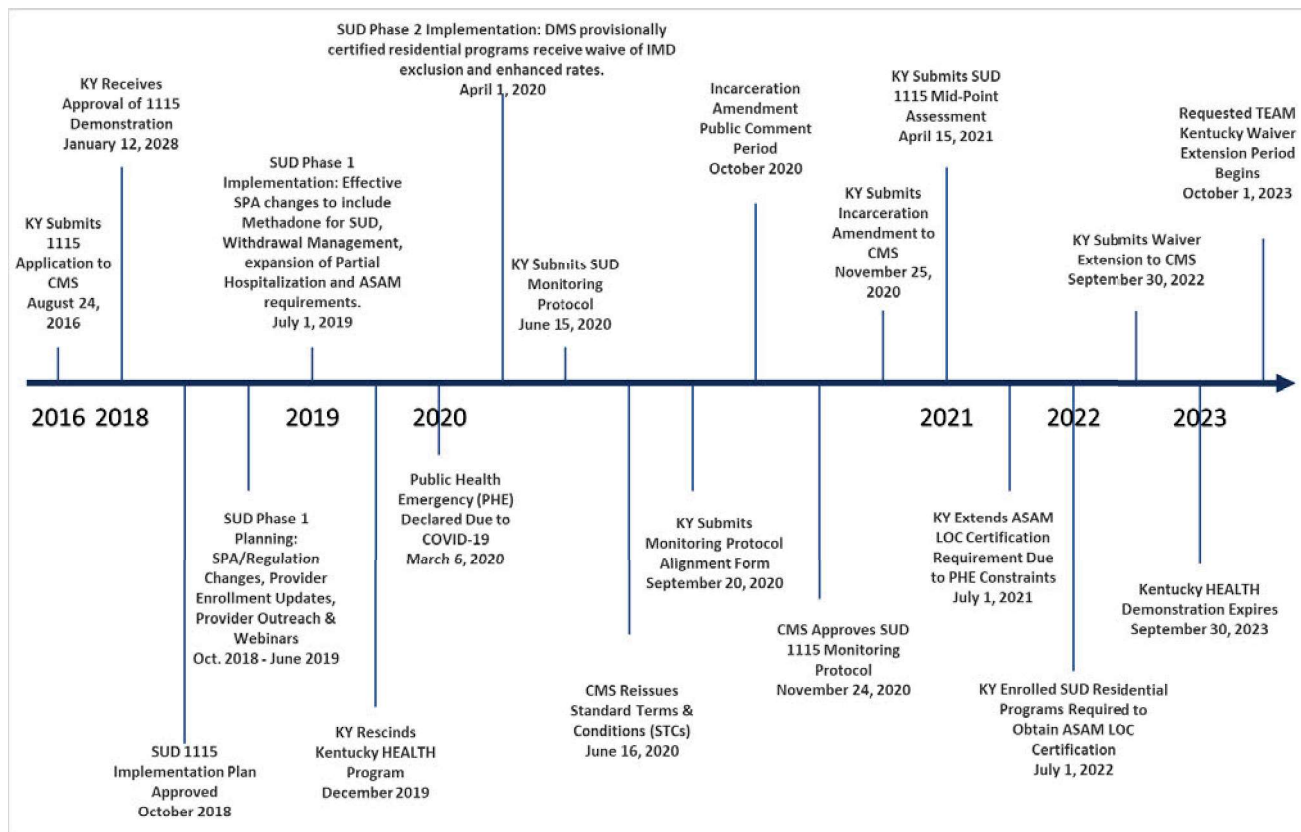 SUD Phase 2 Implementation: DMS provisionally
certified residential programs receive waive of IMD
exclusion and enhanced rates.
April 1, 2020
KY Receives
Approval of 1115
Demonstration
January 12, 2028
Incarceration
Amendment
Public Comment
Period
October 2020
KY Submits SUD
1115 Mid-Point
Assessment
April 15, 2021
Requested TEAM
Kentucky Waiver
Extension Period
Begins
October 1, 2023
SUD Phase 1
Implementation: Effective
SPA changes to include
Methadone for SUD,
Withdrawal Management,
expansion of Partial
Hospitalization and ASAM
requirements.
July 1, 2019
KY Submits
1115
Application to
CMS
August 24,
2016
KY Submits SUD
Monitoring
Protocol
June 15, 2020
KY Submits
Incarceration
Amendment to
CMS
November 25,
2020
KY Submits Waiver
Extension to CMS
September 30, 2022
2016 2018 2019 2020 2021 2022 2023
SUD Phase 1
Planning:
SPA/Regulation
Changes, Provider
Enrollment Updates,
Provider Outreach &
Webinars
Oct. 2018 - June 2019
Public Health
Emergency (PHE)
Declared Due to
COVID-19
March 6, 2020
KY Submits
Monitoring Protocol
Alignment Form
September 20, 2020
KY Extends ASAM
LOC Certification
Requirement Due
to PHE Constraints
July 1, 2021
Kentucky HEALTH
Demonstration Expires
September 30, 2023
SUD 1115
Implementation Plan
Approved
October 2018
KY Rescinds
Kentucky HEALTH
Program
December 2019
CMS Reissues
Standard Terms &
Conditions (STCs)
June 16, 2020
CMS Approves SUD
1115 Monitoring
Protocol
November 24, 2020
KY Enrolled SUD Residential
Programs Required to
Obtain ASAM LOC
Certification
July 1, 2022